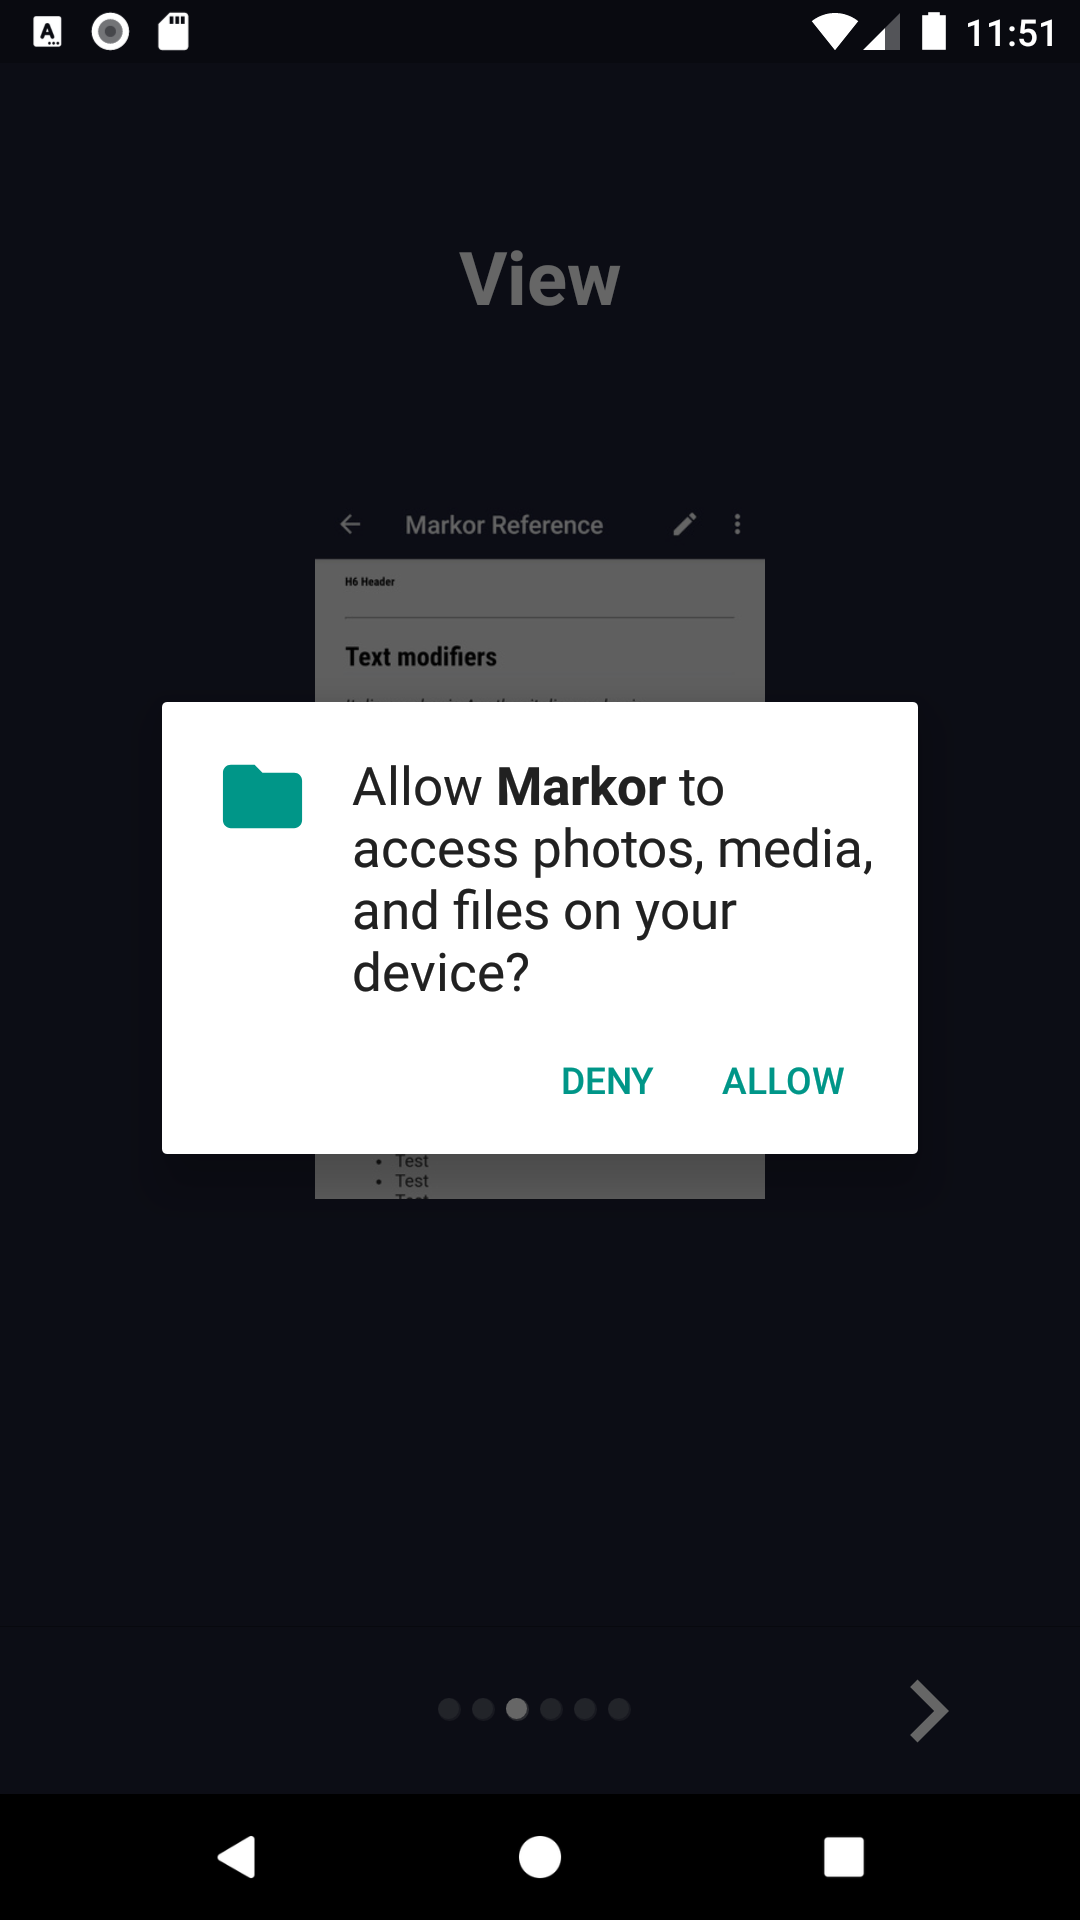 11:51
View
Markor Reference
H6 Header
Text modifiers
Allow Markor to
access photos, media,
and files on your
device?
DENY ALLOW
Test
Test